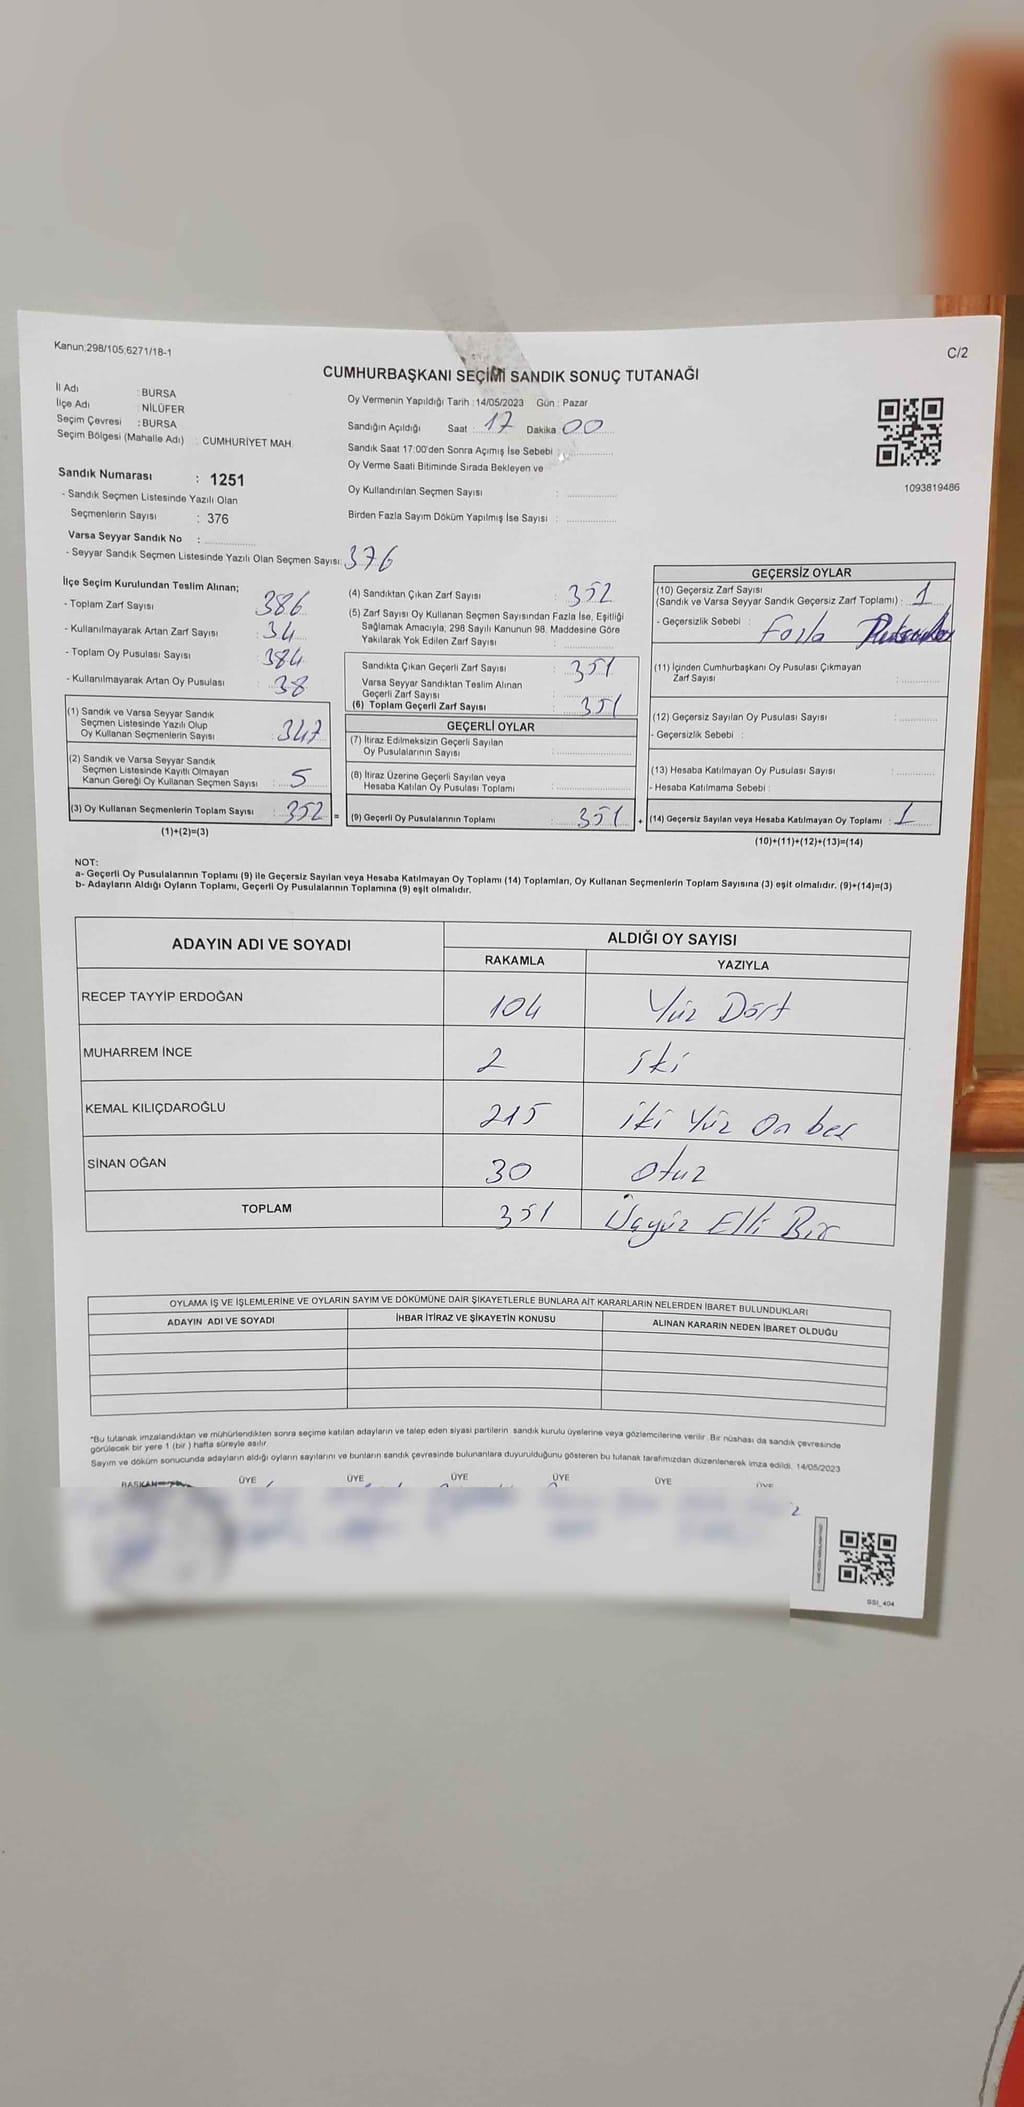 Kanun;298/105;6271/18-1
C/2
CUMHURBAŞKANI SEÇİMİ SANDIK SONUÇ TUTANAĞI
İl Adı : BURSA
İlçe Adı : NİLÜFER
Seçim Çevresi : BURSA
Seçim Bölgesi (Mahalle Adı) : CUMHURİYET MAH.
Sandık Numarası : 1251
- Sandık Seçmen Listesinde Yazılı Olan
Seçmenlerin Sayısı : 376
Varsa Seyyar Sandık No :
- Seyyar Sandık Seçmen Listesinde Yazılı Olan Seçmen Sayısı: 376
Oy Vermenin Yapıldığı Tarih : 14/05/2023 Gün : Pazar
Sandığın Açıldığı Saat : 17 Dakika : 00
Sandık Saat 17:00'den Sonra Açımış İse Sebebi :
Oy Verme Saati Bitiminde Sırada Bekleyen ve
Oy Kullandırılan Seçmen Sayısı :
Birden Fazla Sayım Döküm Yapılmış İse Sayısı :
1093819486
İlçe Seçim Kurulundan Teslim Alınan;
- Toplam Zarf Sayısı : 386
- Kullanılmayarak Artan Zarf Sayısı : 34
- Toplam Oy Pusulası Sayısı : 384
- Kullanılmayarak Artan Oy Pusulası : 38
(1) Sandık ve Varsa Seyyar Sandık
Seçmen Listesinde Yazılı Olup
Oy Kullanan Seçmenlerin Sayısı : 347
(2) Sandık ve Varsa Seyyar Sandık
Seçmen Listesinde Kayıtlı Olmayan
Kanun Gereği Oy Kullanan Seçmen Sayısı : 5
(3) Oy Kullanan Seçmenlerin Toplam Sayısı : 352 =
(1)+(2)=(3)
(4) Sandıktan Çıkan Zarf Sayısı : 352
(5) Zarf Sayısı Oy Kullanan Seçmen Sayısından Fazla İse, Eşitliği
Sağlamak Amacıyla, 298 Sayılı Kanunun 98. Maddesine Göre
Yakılarak Yok Edilen Zarf Sayısı :
Sandıkta Çıkan Geçerli Zarf Sayısı : 351
Varsa Seyyar Sandıktan Teslim Alınan
Geçerli Zarf Sayısı :
(6) Toplam Geçerli Zarf Sayısı : 351
GEÇERLİ OYLAR
(7) İtiraz Edilmeksizin Geçerli Sayılan
Oy Pusulalarının Sayısı :
(8) İtiraz Üzerine Geçerli Sayılan veya
Hesaba Katılan Oy Pusulası Toplamı :
(9) Geçerli Oy Pusulalarının Toplamı : 351 +
GEÇERSİZ OYLAR
(10) Geçersiz Zarf Sayısı
(Sandık ve Varsa Seyyar Sandık Geçersiz Zarf Toplamı) : 1
- Geçersizlik Sebebi : Fazla
(11) İçinden Cumhurbaşkanı Oy Pusulası Çıkmayan
Zarf Sayısı :
(12) Geçersiz Sayılan Oy Pusulası Sayısı :
- Geçersizlik Sebebi :
(13) Hesaba Katılmayan Oy Pusulası Sayısı :
- Hesaba Katılmama Sebebi :
(14) Geçersiz Sayılan veya Hesaba Katılmayan Oy Toplamı : 1
(10)+(11)+(12)+(13)=(14)
NOT:
a- Geçerli Oy Pusulalarının Toplamı (9) ile Geçersiz Sayılan veya Hesaba Katılmayan Oy Toplamı (14) Toplamları, Oy Kullanan Seçmenlerin Toplam Sayısına (3) eşit olmalıdır. (9)+(14)=(3)
b- Adayların Aldığı Oyların Toplamı, Geçerli Oy Pusulalarının Toplamına (9) eşit olmalıdır.
ADAYIN ADI VE SOYADI
ALDIĞI OY SAYISI
RAKAMLA YAZIYLA
RECEP TAYYİP ERDOĞAN 104 Yüz Dört
MUHARREM İNCE 2 iki
KEMAL KILIÇDAROĞLU 215 iki Yüz On beş
SİNAN OĞAN 30 Otuz
TOPLAM 351 Üçyüz Elli Bir
OYLAMA İŞ VE İŞLEMLERİNE VE OYLARIN SAYIM VE DÖKÜMÜNE DAİR ŞİKAYETLERLE BUNLARA AİT KARARLARIN NELERDEN İBARET BULUNDUKLARI
ADAYIN ADI VE SOYADI İHBAR İTİRAZ VE ŞİKAYETİN KONUSU ALINAN KARARIN NEDEN İBARET OLDUĞU
*Bu tutanak imzalandıktan ve mühürlendikten sonra seçime katılan adayların ve talep eden siyasi partilerin sandık kurulu üyelerine veya gözlemcilerine verilir. Bir nüshası da sandık çevresinde
görülecek bir yere 1 (bir ) hafta süreyle asılır.
Sayım ve döküm sonucunda adayların aldığı oyların sayılarını ve bunların sandık çevresinde bulunanlara duyurulduğunu gösteren bu tutanak tarafımızdan düzenlenerek imza edildi. 14/05/2023
BAŞKAN ÜYE ÜYE ÜYE ÜYE ÜYE ÜYE
SSI_404